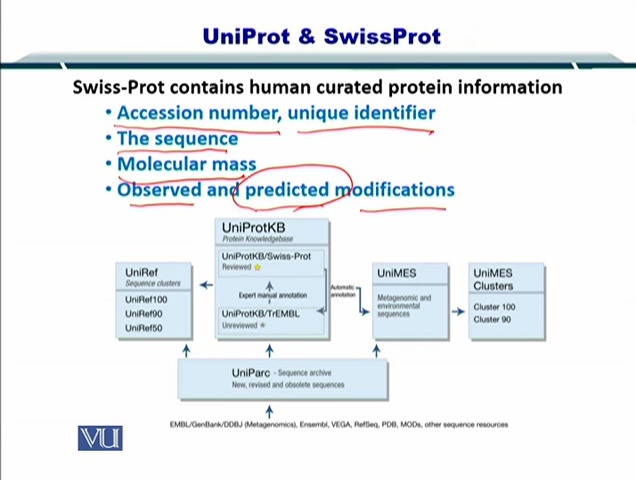 UniProt & SwissProt
Swiss-Prot contains human curated protein information
• Accession number, unique identifier
• The sequence
• Molecular mass
• Observed and predicted modifications
UniProtKB
Protein Knowledgebase
UniProtKB/Swiss-Prot
Reviewed
Expert manual annotation
UniProtKB/TrEMBL
Unreviewed
UniRef
Sequence clusters
UniRef100
UniRef90
UniRef50
Automatic
annotation
UniMES
Metagenomic and
environmental
sequences
UniMES
Clusters
Cluster 100
Cluster 90
UniParc - Sequence archive
New, revised and obsolete sequences
EMBL/GenBank/DDBJ (Metagenomics), Ensembl, VEGA, RefSeq, PDB, MODs, other sequence resources
VU